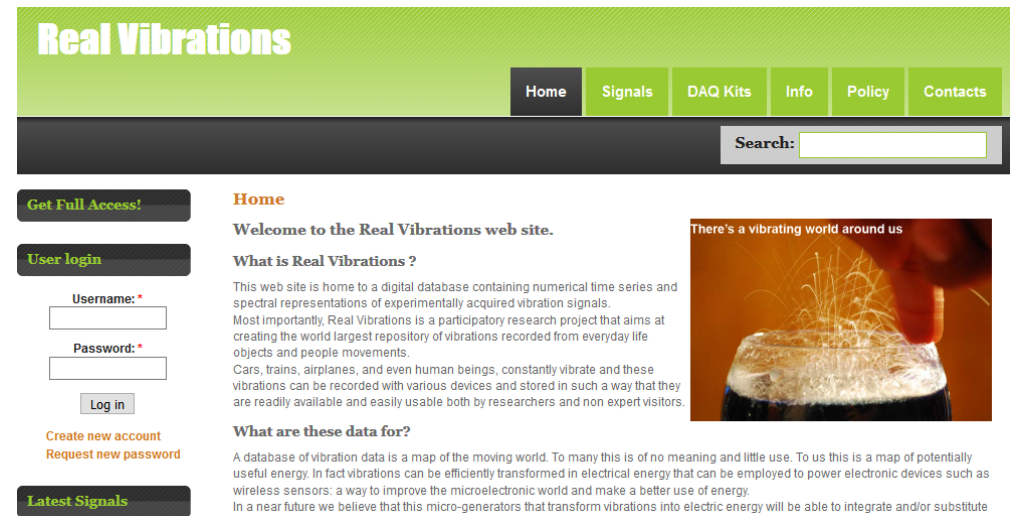 Real Vibrations
Home Signals DAQ Kits Info Policy Contacts
Search:
Get Full Access!
User login
Username: *
Password: *
Log in
Create new account
Request new password
Latest Signals
Home
Welcome to the Real Vibrations web site.
What is Real Vibrations ?
This web site is home to a digital database containing numerical time series and
spectral representations of experimentally acquired vibration signals.
Most importantly, Real Vibrations is a participatory research project that aims at
creating the world largest repository of vibrations recorded from everyday life
objects and people movements.
Cars, trains, airplanes, and even human beings, constantly vibrate and these
vibrations can be recorded with various devices and stored in such a way that they
are readily available and easily usable both by researchers and non expert visitors.
There's a vibrating world around us
What are these data for?
A database of vibration data is a map of the moving world. To many this is of no meaning and little use. To us this is a map of potentially
useful energy. In fact vibrations can be efficiently transformed in electrical energy that can be employed to power electronic devices such as
wireless sensors: a way to improve the microelectronic world and make a better use of energy.
In a near future we believe that this micro-generators that transform vibrations into electric energy will be able to integrate and/or substitute